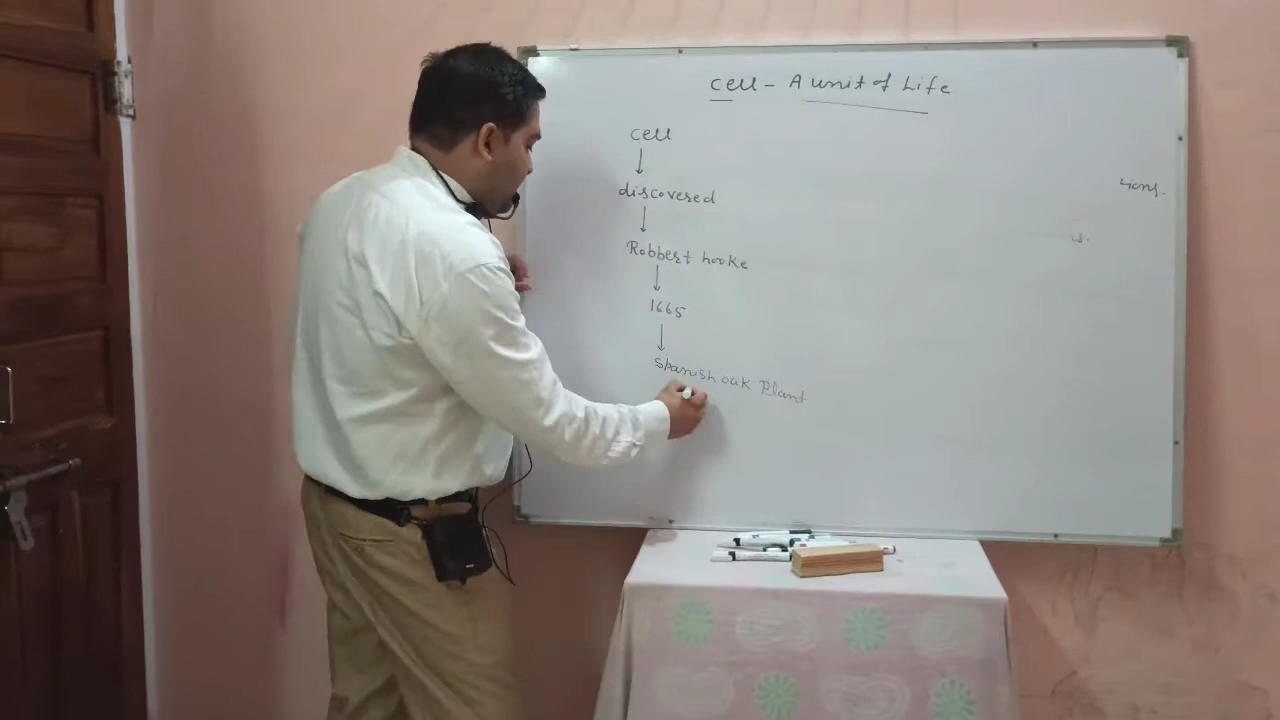 Cell - A unit of Life
Cell
discovered
Robbert hooke
1665
Spanish oak Plant